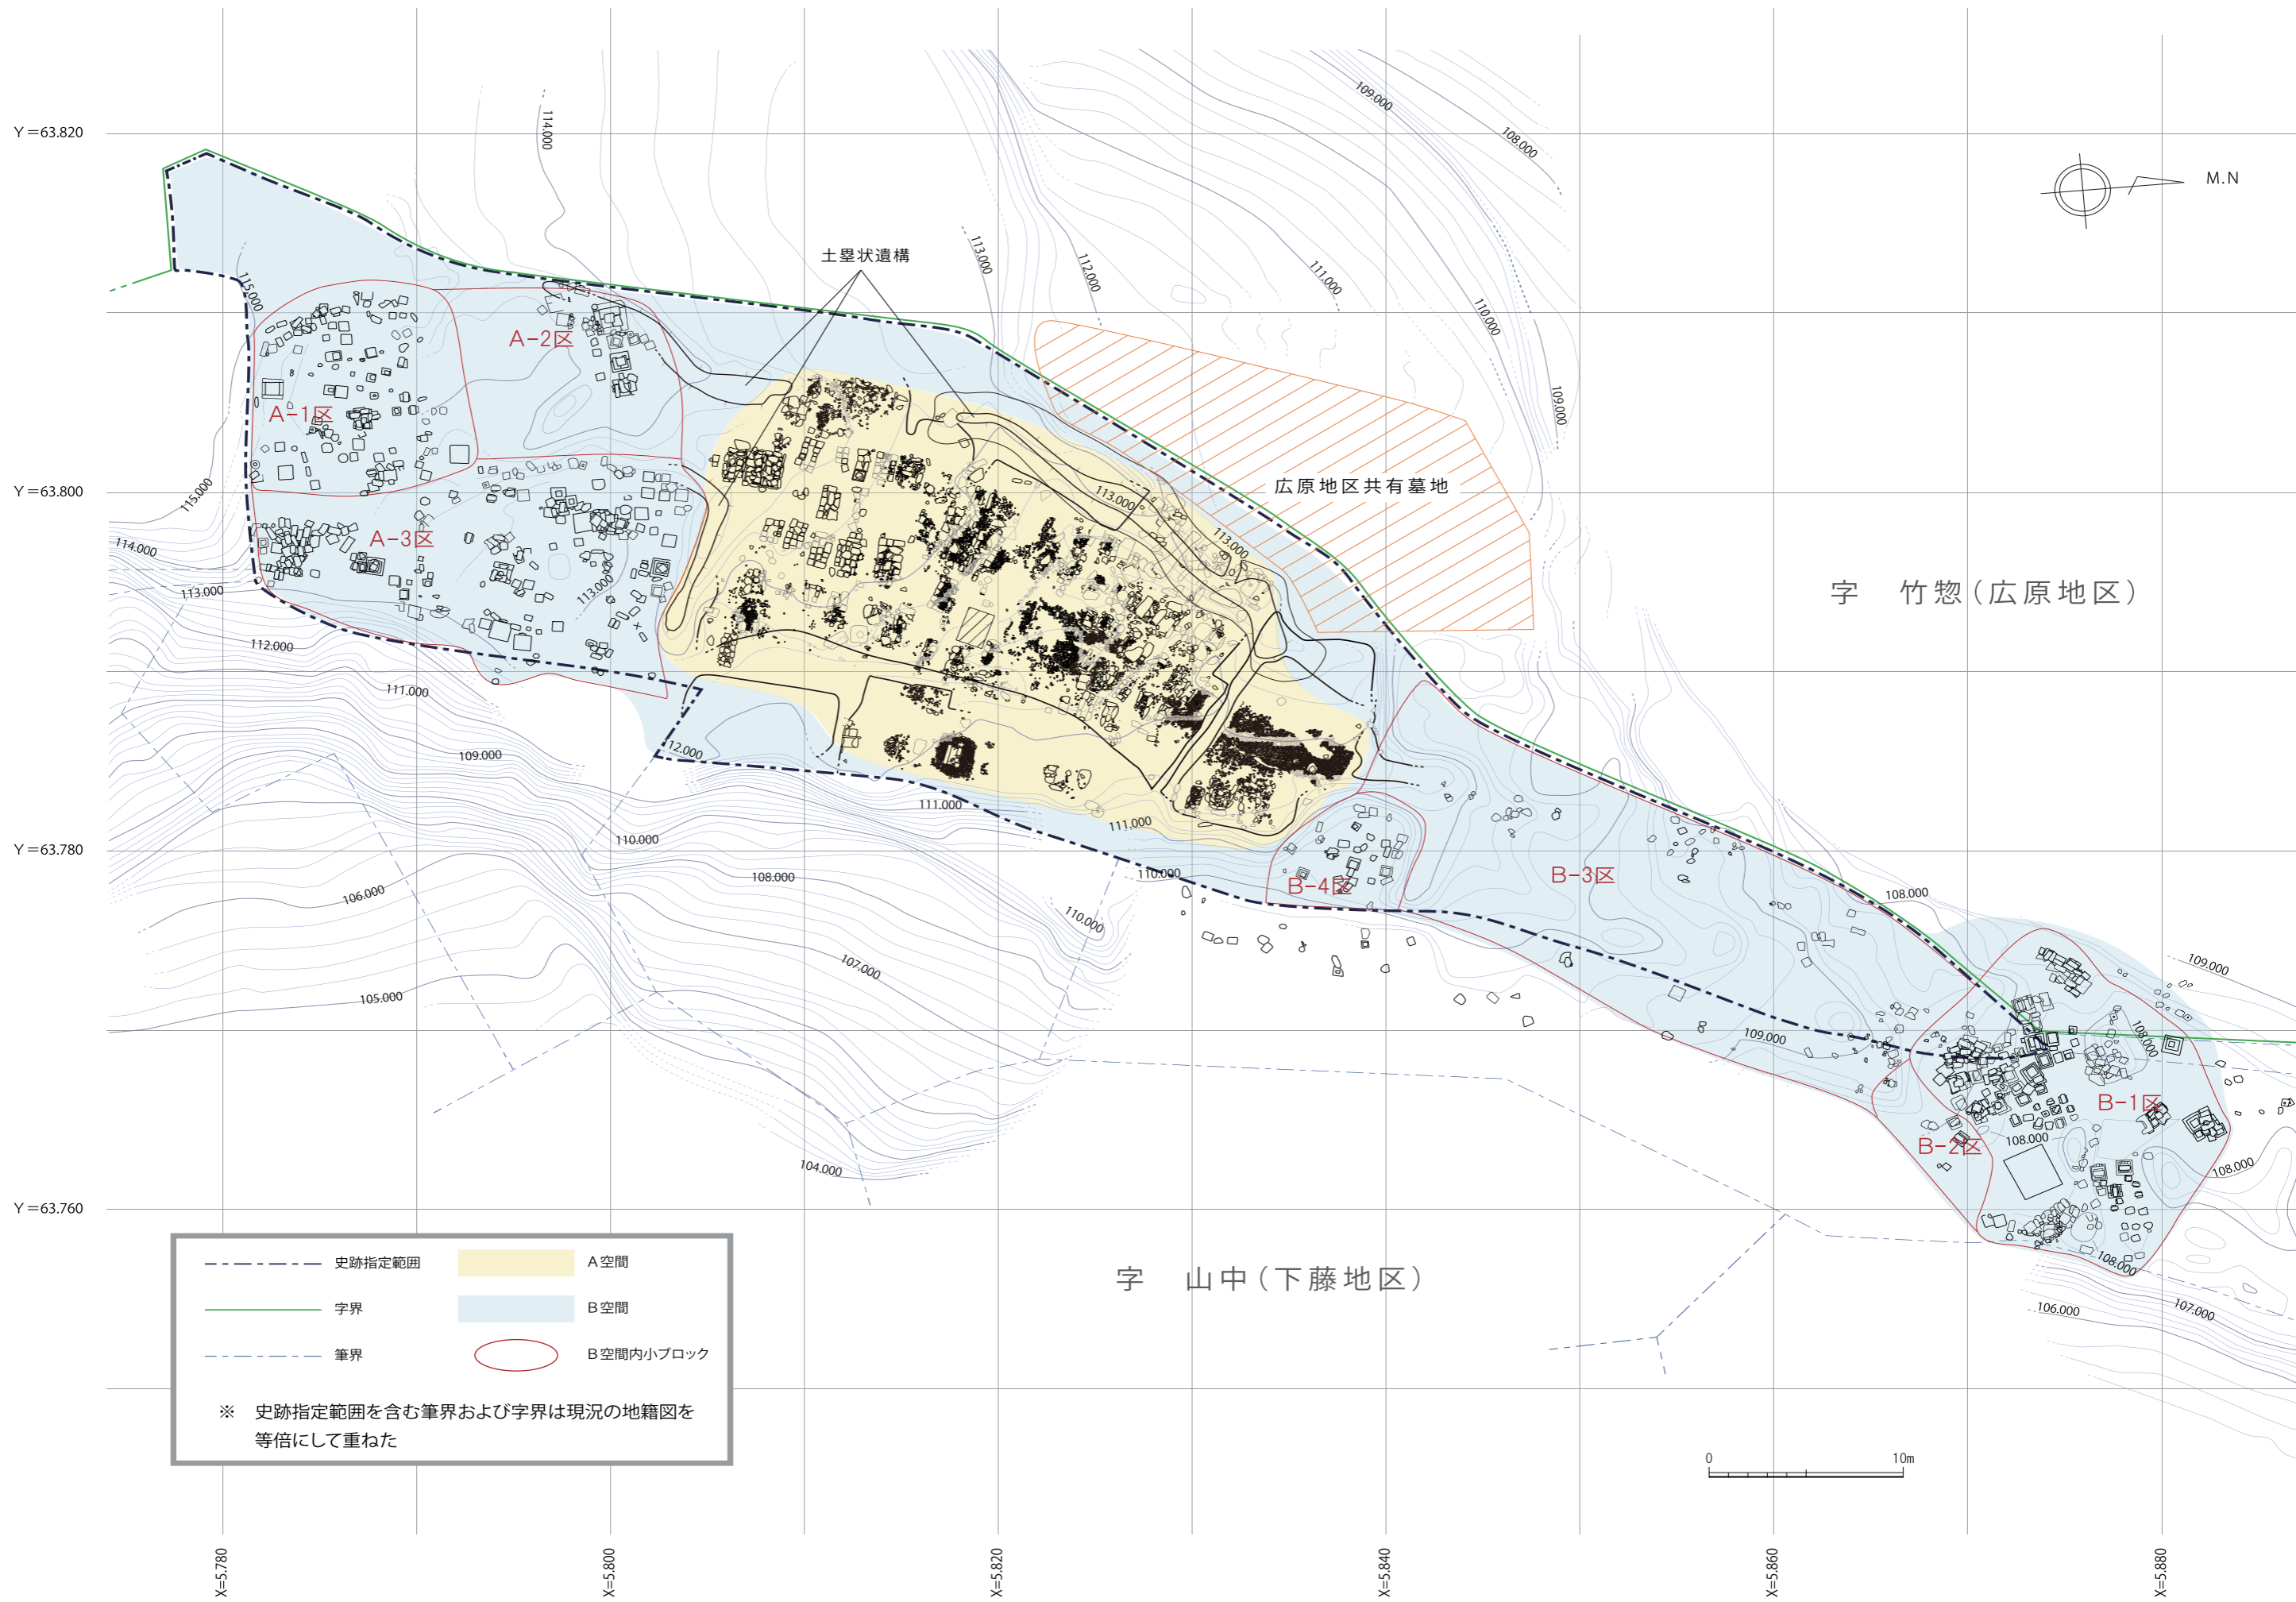 Y＝63.820
Y＝63.800
Y＝63.780
Y＝63.760
M.N
土塁状遺構
A-1区
A-2区
A-3区
広原地区共有墓地
字　竹惣（広原地区）
B-4区
B-3区
B-1区
B-2区
字　山中（下藤地区）
114.000
109.000
108.000
113.000
112.000
111.000
110.000
109.000
115.000
115.000
114.000
113.000
112.000
111.000
109.000
113.000
113.000
113.000
12.000
111.000
111.000
110.000
110.000
108.000
110.000
106.000
105.000
107.000
104.000
108.000
109.000
109.000
108.000
108.000
108.000
108.000
106.000
107.000
史跡指定範囲
字界
筆界
A空間
B空間
B空間内小ブロック
※　史跡指定範囲を含む筆界および字界は現況の地籍図を
等倍にして重ねた
0
10m
X=5.780
X=5.800
X=5.820
X=5.840
X=5.860
X=5.880